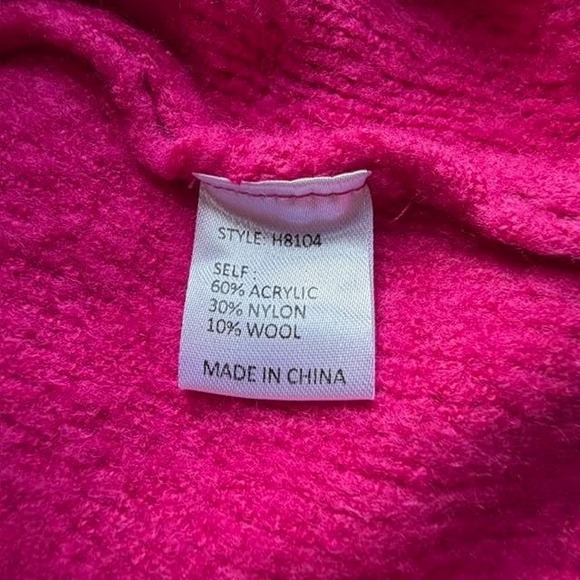 STYLE: H8104
SELF :
60% ACRYLIC
30% NYLON
10% WOOL
MADE IN CHINA